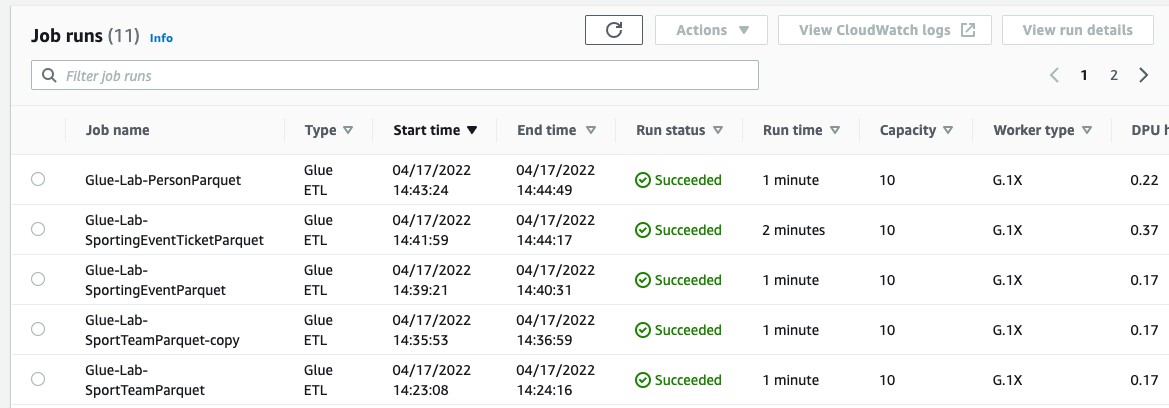 Job runs (11) Info
Actions
View CloudWatch logs
View run details
Filter job runs
1 2
Job name Type Start time End time Run status Run time Capacity Worker type DPU h
Glue-Lab-PersonParquet Glue ETL 04/17/2022 14:43:24 04/17/2022 14:44:49 Succeeded 1 minute 10 G.1X 0.22
Glue-Lab-SportingEventTicketParquet Glue ETL 04/17/2022 14:41:59 04/17/2022 14:44:17 Succeeded 2 minutes 10 G.1X 0.37
Glue-Lab-SportingEventParquet Glue ETL 04/17/2022 14:39:21 04/17/2022 14:40:31 Succeeded 1 minute 10 G.1X 0.17
Glue-Lab-SportTeamParquet-copy Glue ETL 04/17/2022 14:35:53 04/17/2022 14:36:59 Succeeded 1 minute 10 G.1X 0.17
Glue-Lab-SportTeamParquet Glue ETL 04/17/2022 14:23:08 04/17/2022 14:24:16 Succeeded 1 minute 10 G.1X 0.17